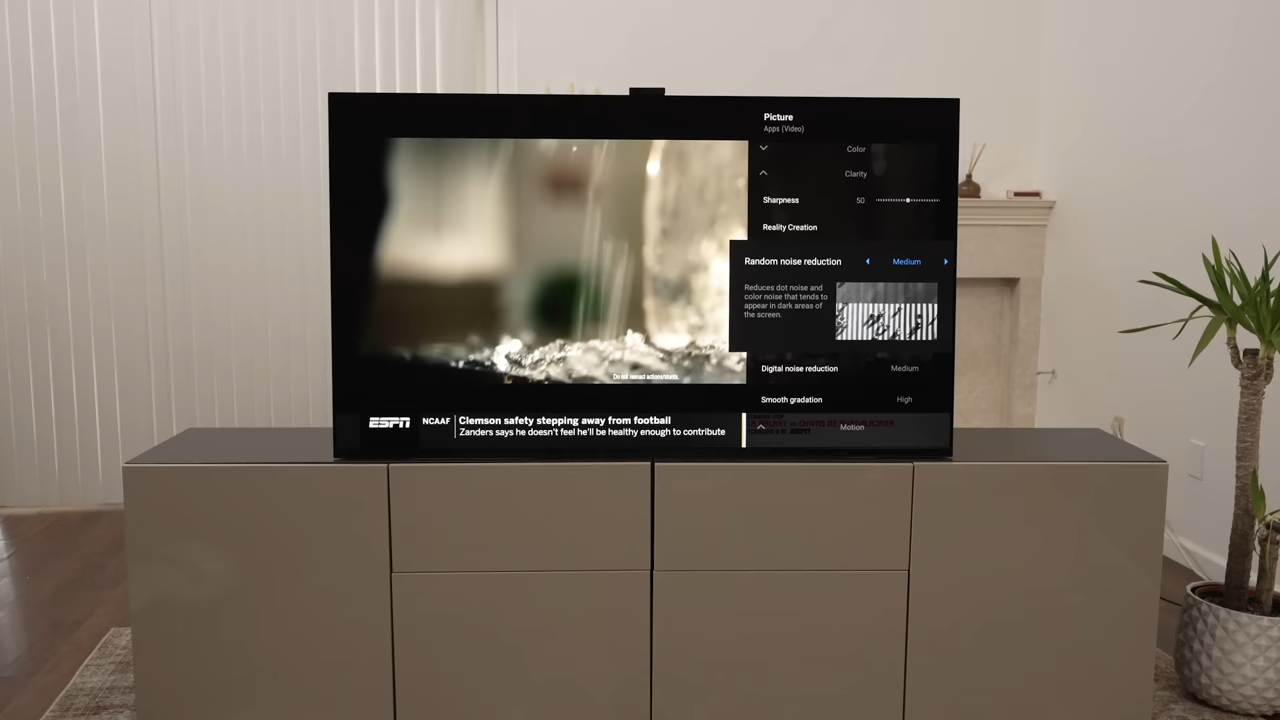 Picture
Apps (Video)
Color
Clarity
Sharpness 50
Reality Creation
Random noise reduction Medium
Reduces dot noise and
color noise that tends to
appear in dark areas of
the screen.
Digital noise reduction Medium
Smooth gradation High
Motion
Do not reenact actions/stunts.
ESPN NCAAF Clemson safety stepping away from football
Zanders says he doesn't feel he'll be healthy enough to contribute